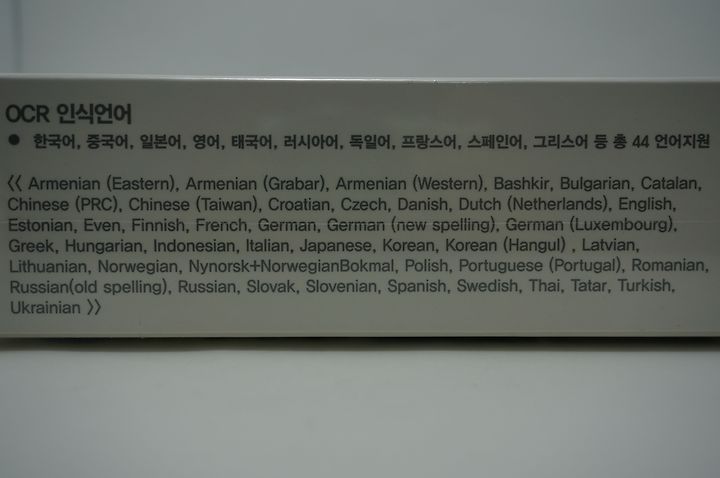 OCR 인식언어
● 한국어, 중국어, 일본어, 영어, 태국어, 러시아어, 독일어, 프랑스어, 스페인어, 그리스어 등 총 44 언어지원
《 Armenian (Eastern), Armenian (Grabar), Armenian (Western), Bashkir, Bulgarian, Catalan,
Chinese (PRC), Chinese (Taiwan), Croatian, Czech, Danish, Dutch (Netherlands), English,
Estonian, Even, Finnish, French, German, German (new spelling), German (Luxembourg),
Greek, Hungarian, Indonesian, Italian, Japanese, Korean, Korean (Hangul) , Latvian,
Lithuanian, Norwegian, Nynorsk+NorwegianBokmal, Polish, Portuguese (Portugal), Romanian,
Russian(old spelling), Russian, Slovak, Slovenian, Spanish, Swedish, Thai, Tatar, Turkish,
Ukrainian 》